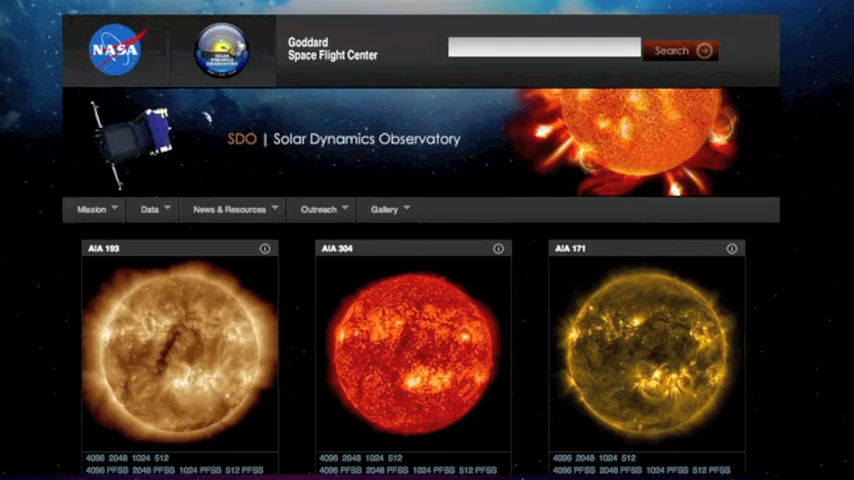 NASA
SOLAR
DYNAMICS
OBSERVATORY
Goddard
Space Flight Center
Search
SDO | Solar Dynamics Observatory
Mission
Data
News & Resources
Outreach
Gallery
AIA 193
AIA 304
AIA 171
4096 2048 1024 512
4096 PFSS 2048 PFSS 1024 PFSS 512 PFSS
4096 2048 1024 512
4096 PFSS 2048 PFSS 1024 PFSS 512 PFSS
4096 2048 1024 512
4096 PFSS 2048 PFSS 1024 PFSS 512 PFSS